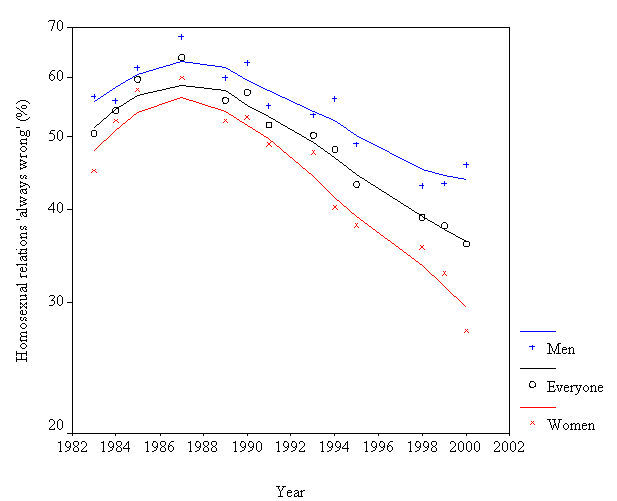 Homosexual relations 'always wrong' (%)
70
60
50
40
30
20
1982 1984 1986 1988 1990 1992 1994 1996 1998 2000 2002
Year
Men
Everyone
Women